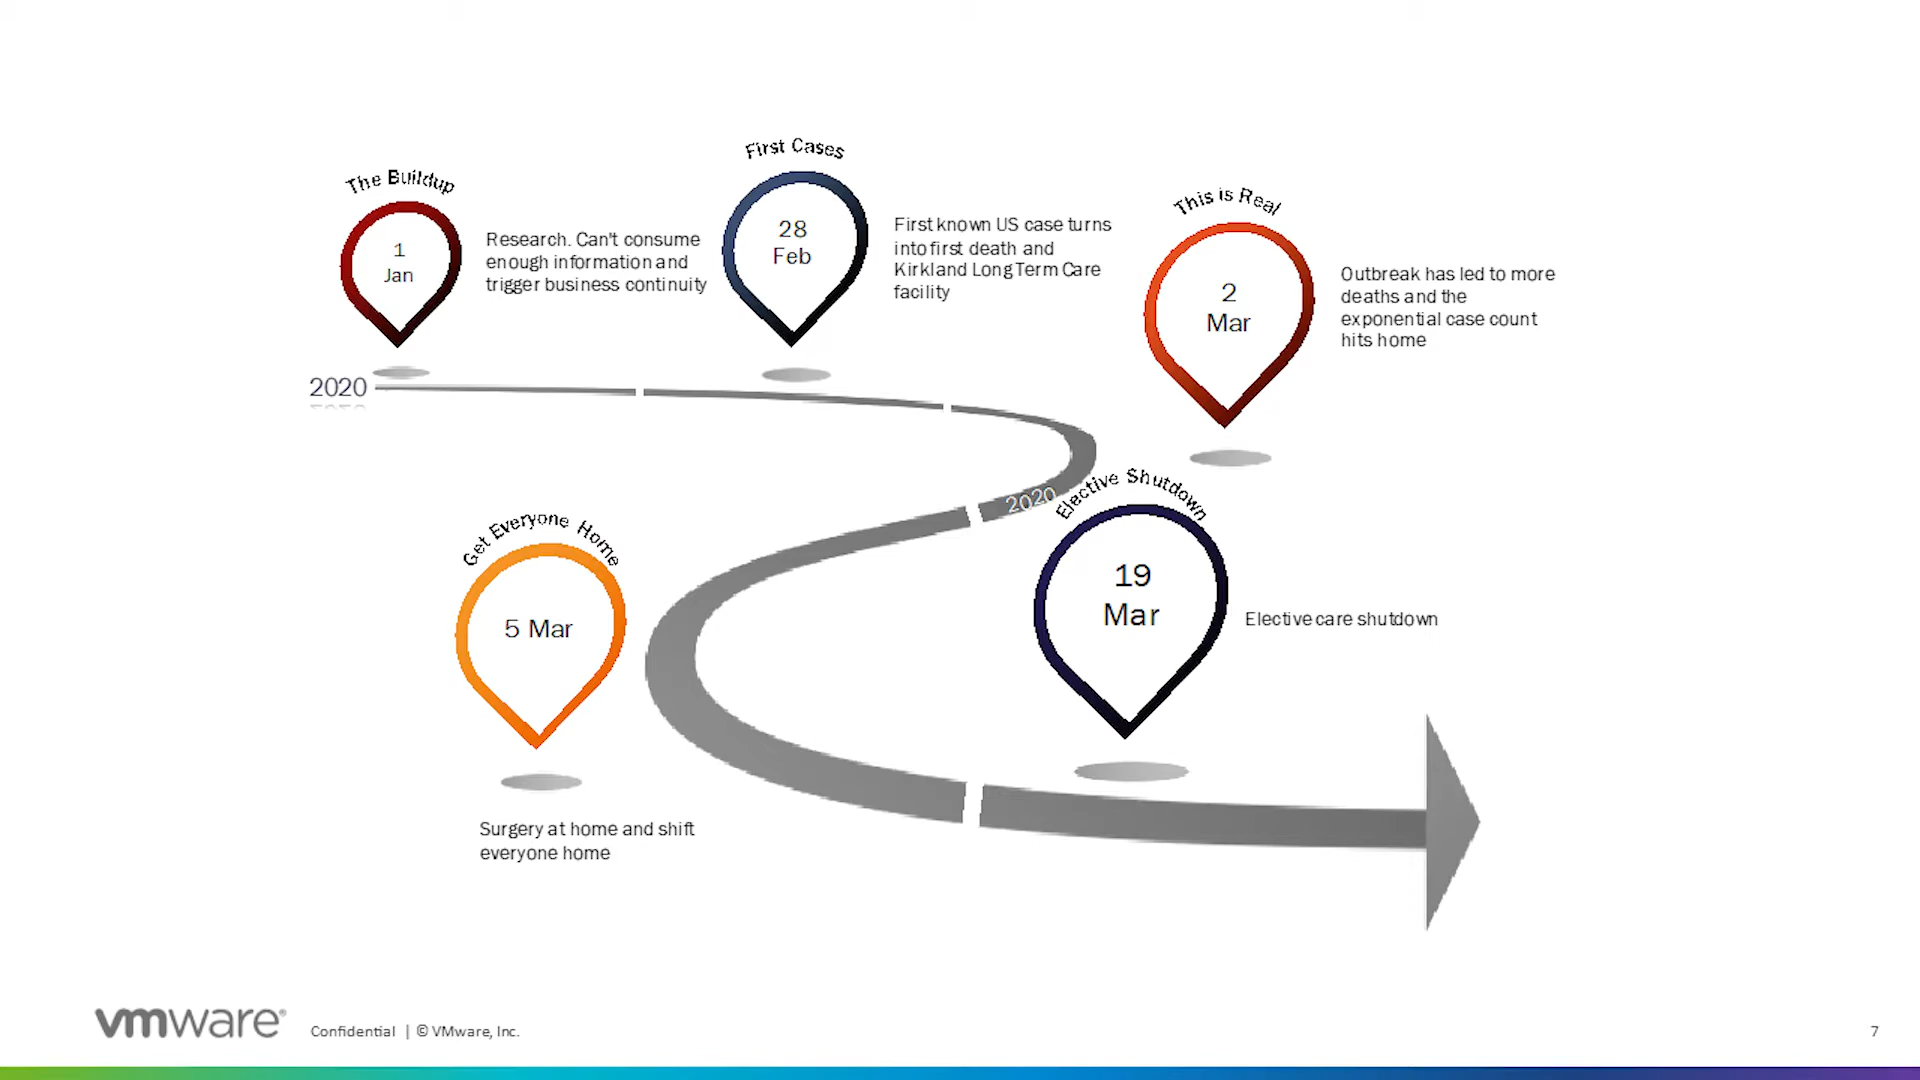 The Buildup
1
Jan
Research. Can't consume
enough information and
trigger business continuity
First Cases
28
Feb
First known US case turns
into first death and
Kirkland Long Term Care
facility
This is Real
2
Mar
Outbreak has led to more
deaths and the
exponential case count
hits home
2020
2020
Get Everyone Home
5 Mar
Surgery at home and shift
everyone home
Elective Shutdown
19
Mar
Elective care shutdown
vmware®
Confidential | © VMware, Inc.
7